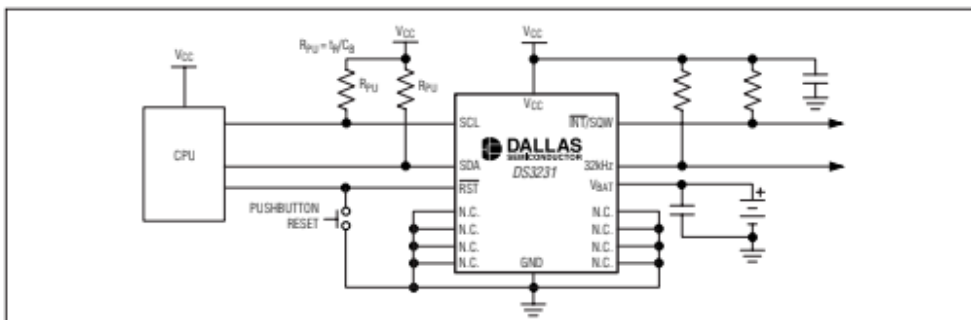 VCC
RPU = tR/CB
VCC
VCC
RPU
RPU
VCC
CPU
SCL
SDA
RST
PUSHBUTTON
RESET
N.C.
N.C.
N.C.
N.C.
DALLAS
SEMICONDUCTOR
DS3231
GND
INT/SQW
32kHz
VBAT
N.C.
N.C.
N.C.
N.C.
+